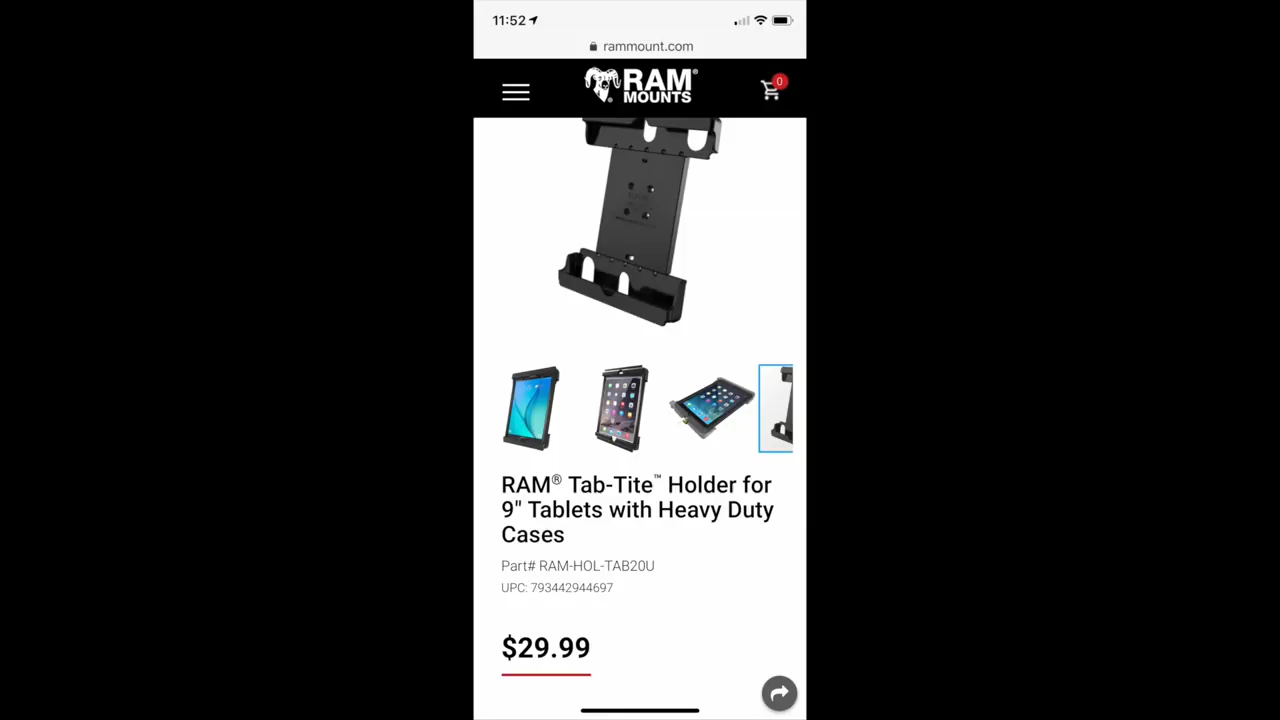 11:52
rammount.com
RAM®
MOUNTS
0
RAM® Tab-Tite™ Holder for
9" Tablets with Heavy Duty
Cases
Part# RAM-HOL-TAB20U
UPC: 793442944697
$29.99